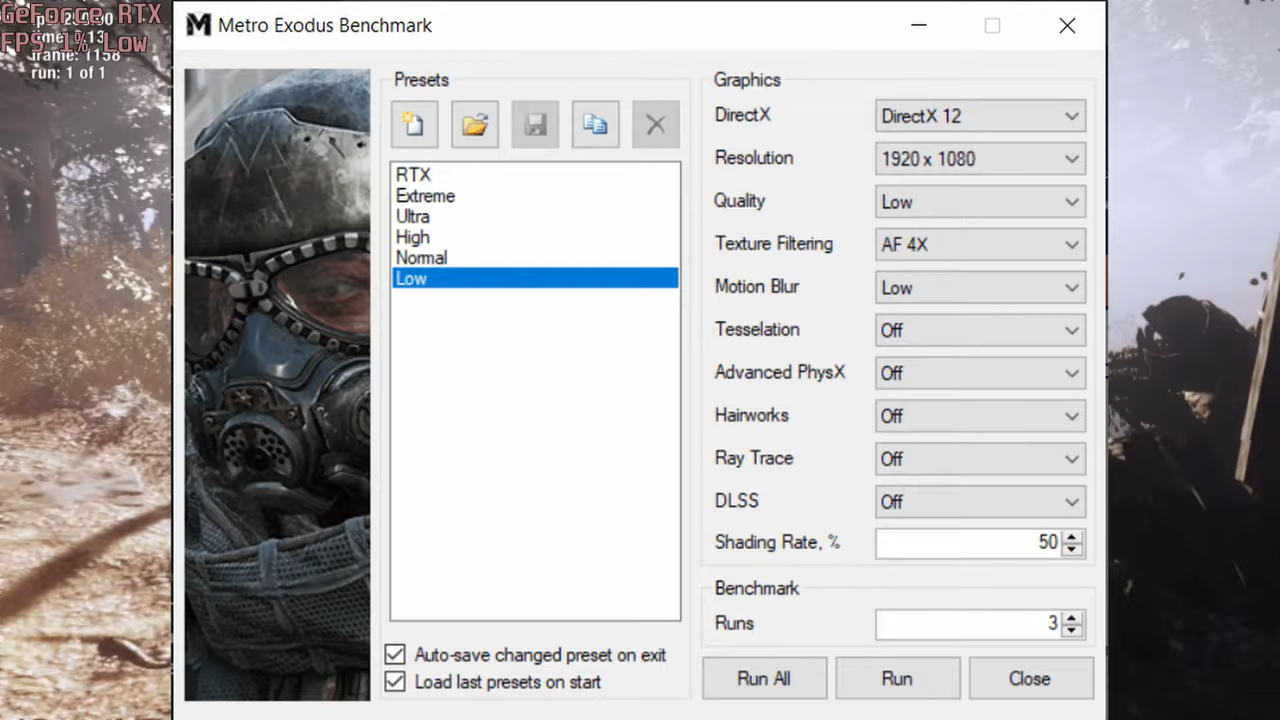 GeForce RTX
FPS 1% Low
frame: 1158
run: 1 of 1
Metro Exodus Benchmark
Presets
RTX
Extreme
Ultra
High
Normal
Low
Auto-save changed preset on exit
Load last presets on start
Graphics
DirectX DirectX 12
Resolution 1920 x 1080
Quality Low
Texture Filtering AF 4X
Motion Blur Low
Tesselation Off
Advanced PhysX Off
Hairworks Off
Ray Trace Off
DLSS Off
Shading Rate, % 50
Benchmark
Runs 3
Run All Run Close